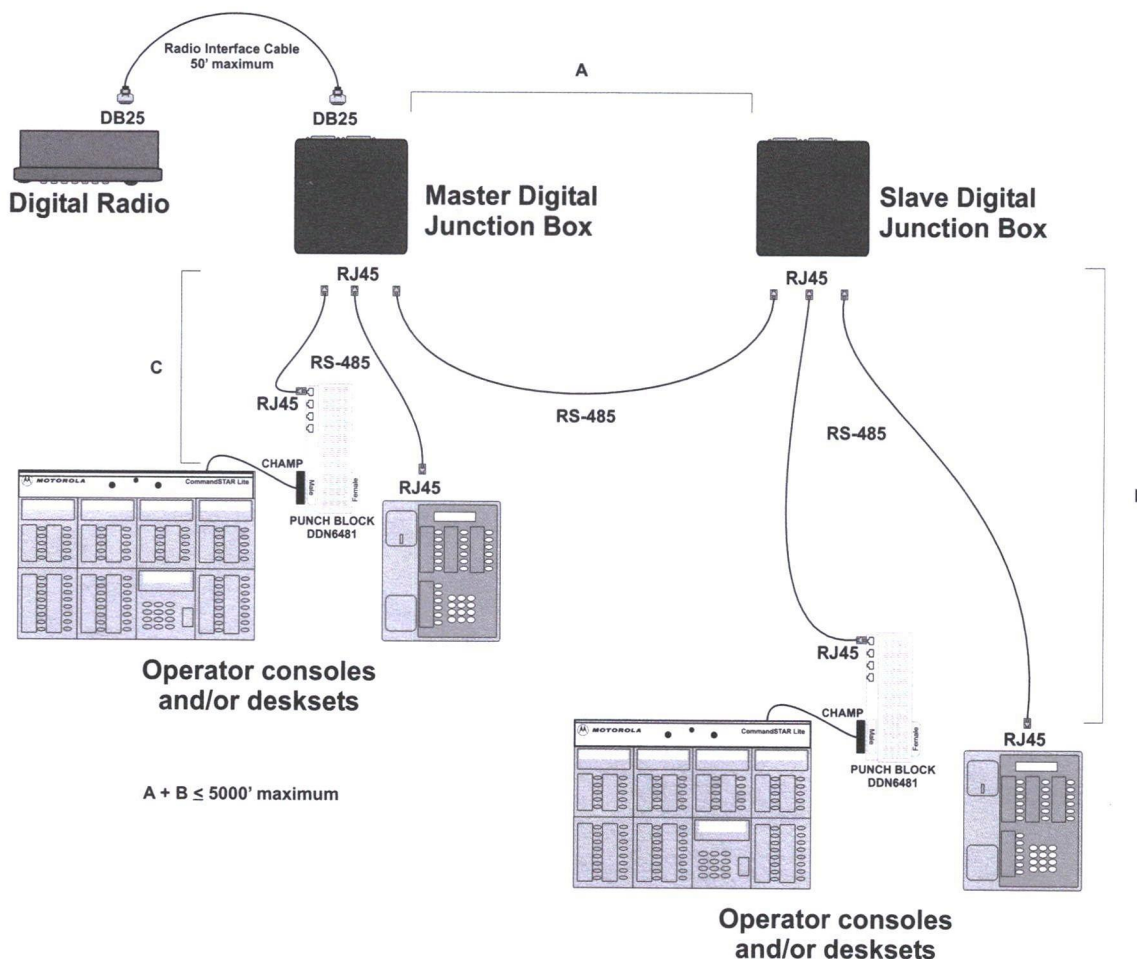 Radio Interface Cable
50' maximum
A
DB25
DB25
Digital Radio
Master Digital
Junction Box
Slave Digital
Junction Box
RJ45
RJ45
C
RS-485
RJ45
RS-485
RS-485
CHAMP
MOTOROLA
CommandSTAR Lite
Male
Female
RJ45
PUNCH BLOCK
DDN6481
Operator consoles
and/or desksets
RJ45
CHAMP
MOTOROLA
CommandSTAR Lite
Male
Female
RJ45
PUNCH BLOCK
DDN6481
A + B ≤ 5000' maximum
Operator consoles
and/or desksets